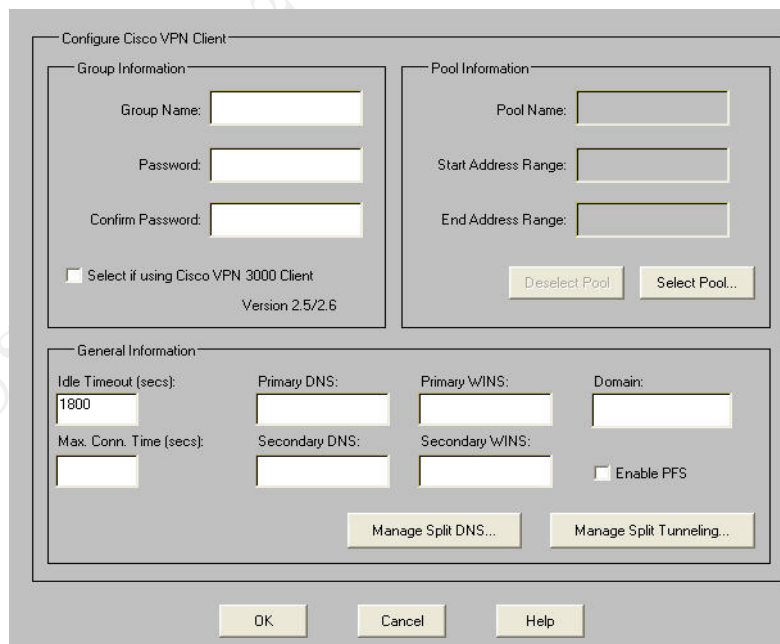 Configure Cisco VPN Client
Group Information
Group Name:
Password:
Confirm Password:
Select if using Cisco VPN 3000 Client
Version 2.5/2.6
Pool Information
Pool Name:
Start Address Range:
End Address Range:
Deselect Pool
Select Pool...
General Information
Idle Timeout (secs):
Primary DNS:
Primary WINS:
Domain:
1800
Max. Conn. Time (secs):
Secondary DNS:
Secondary WINS:
Enable PFS
Manage Split DNS...
Manage Split Tunneling...
OK
Cancel
Help